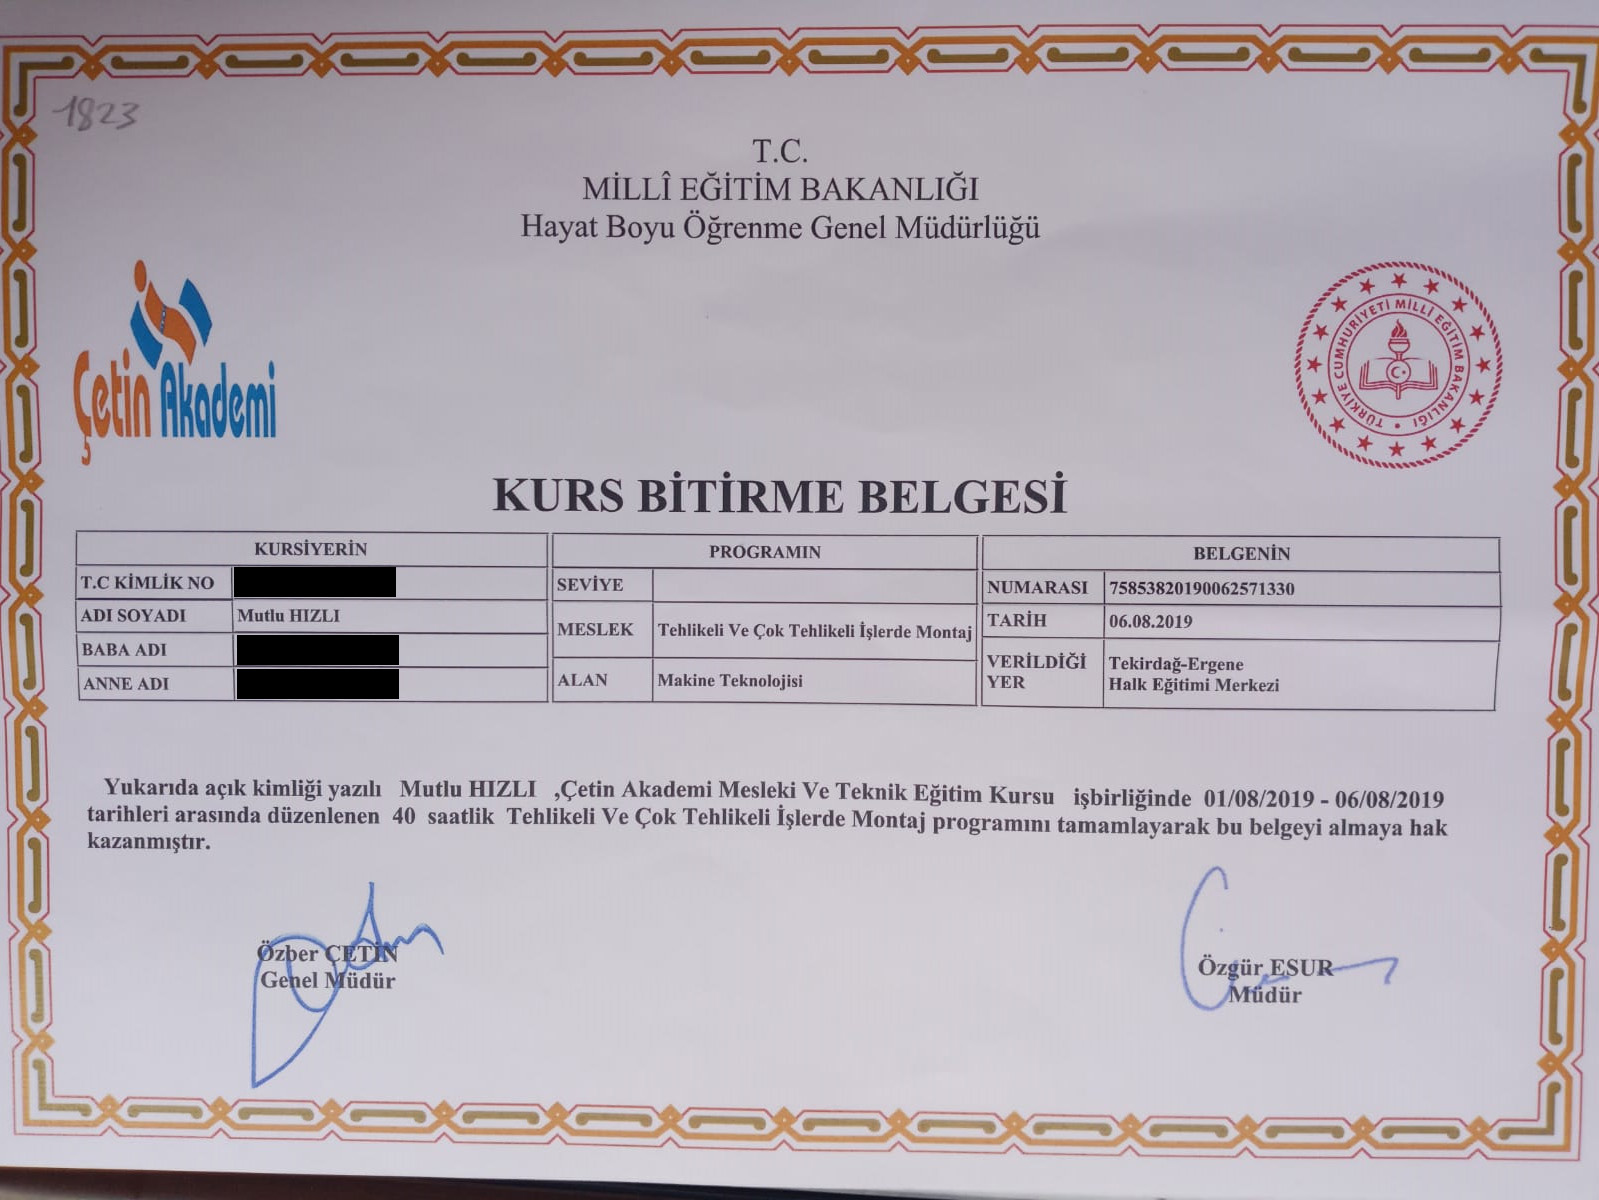 1823
T.C.
MİLLÎ EĞİTİM BAKANLIĞI
Hayat Boyu Öğrenme Genel Müdürlüğü
Çetin Akademi
TÜRKİYE CUMHURİYETİ MİLLİ EĞİTİM BAKANLIĞI
KURS BİTİRME BELGESİ
KURSİYERİN
T.C KİMLİK NO
ADI SOYADI Mutlu HIZLI
BABA ADI
ANNE ADI
PROGRAMIN
SEVİYE
MESLEK Tehlikeli Ve Çok Tehlikeli İşlerde Montaj
ALAN Makine Teknolojisi
BELGENİN
NUMARASI 75853820190062571330
TARİH 06.08.2019
VERİLDİĞİ YER Tekirdağ-Ergene
Halk Eğitimi Merkezi
Yukarıda açık kimliği yazılı Mutlu HIZLI ,Çetin Akademi Mesleki Ve Teknik Eğitim Kursu işbirliğinde 01/08/2019 - 06/08/2019
tarihleri arasında düzenlenen 40 saatlik Tehlikeli Ve Çok Tehlikeli İşlerde Montaj programını tamamlayarak bu belgeyi almaya hak
kazanmıştır.
Özber ÇETİN
Genel Müdür
Özgür ESUR
Müdür